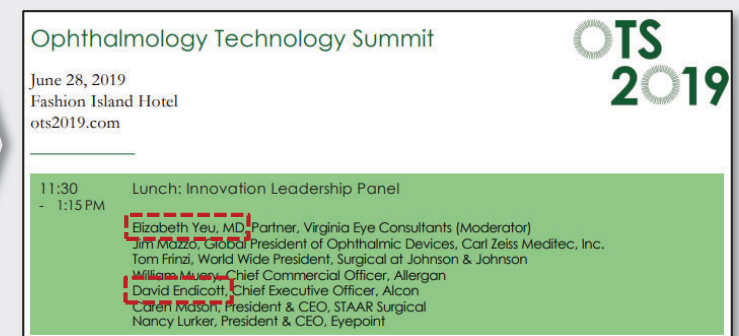 Ophthalmology Technology Summit
OTS
2019
June 28, 2019
Fashion Island Hotel
ots2019.com
11:30
- 1:15 PM
Lunch: Innovation Leadership Panel
Elizabeth Yeu, MD, Partner, Virginia Eye Consultants (Moderator)
Jim Mazzo, Global President of Ophthalmic Devices, Carl Zeiss Meditec, Inc.
Tom Frinzi, World Wide President, Surgical at Johnson & Johnson
William Muery, Chief Commercial Officer, Allergan
David Endicott, Chief Executive Officer, Alcon
Caren Mason, President & CEO, STAAR Surgical
Nancy Lurker, President & CEO, Eyepoint